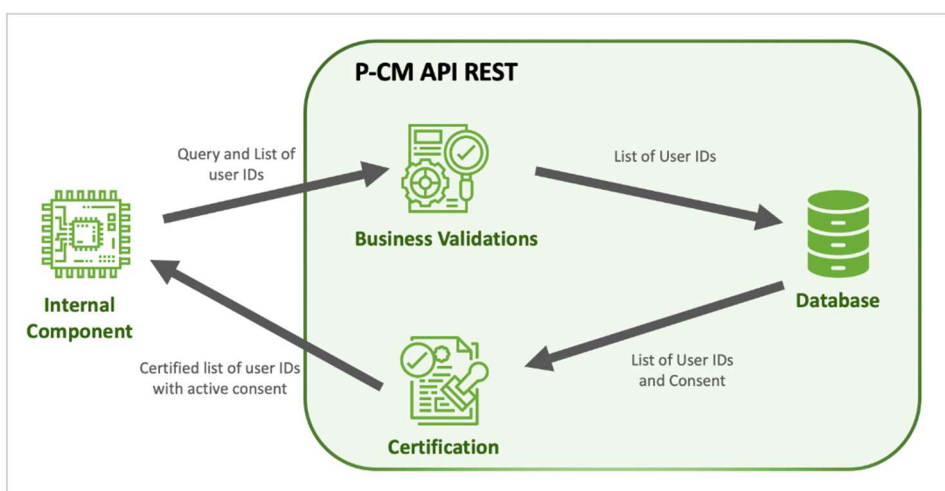 P-CM API REST
Query and List of
user IDs
List of User IDs
Business Validations
Internal
Component
Database
Certified list of user IDs
with active consent
List of User IDs
and Consent
Certification